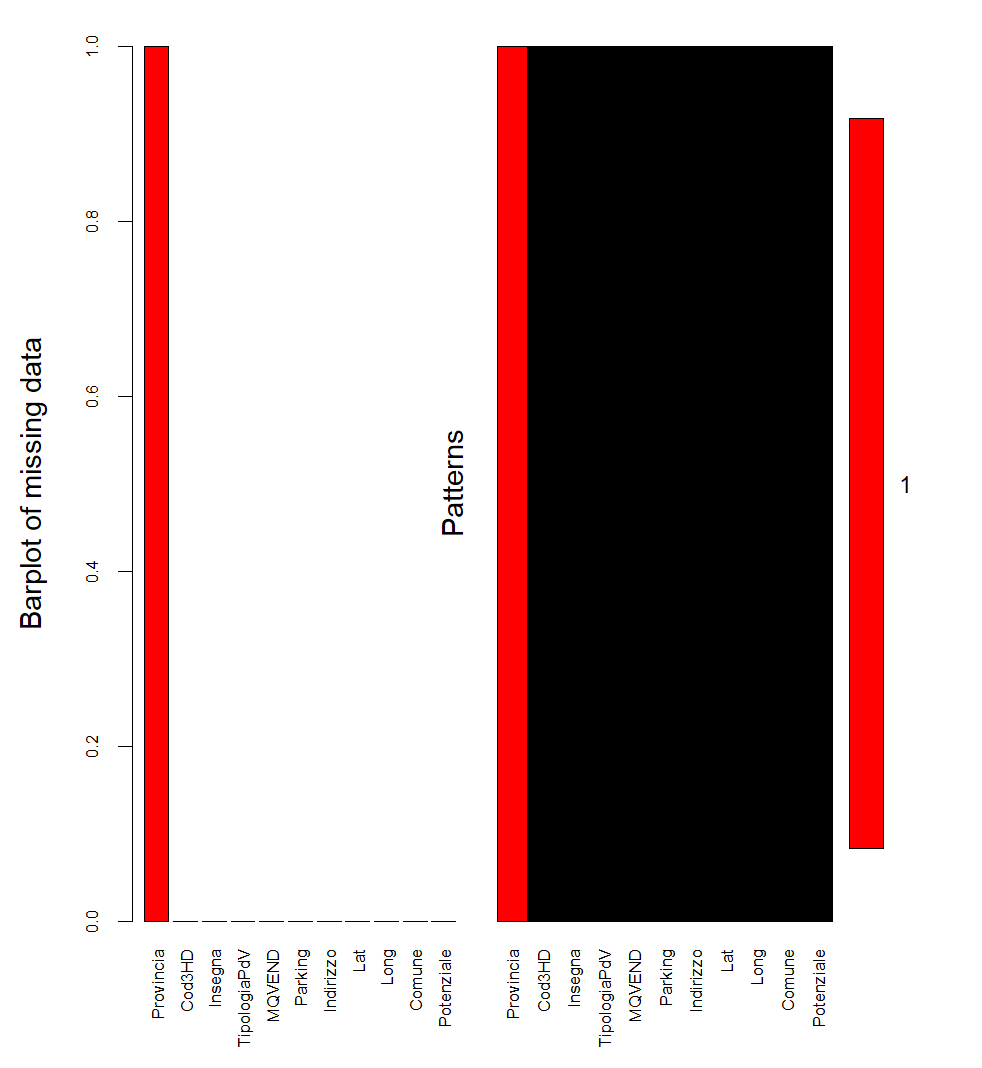 Barplot of missing data
1.0
0.8
0.6
0.4
0.2
0.0
Provincia
Cod3HD
Insegna
TipologiaPdV
MQVEND
Parking
Indirizzo
Lat
Long
Comune
Potenziale
Patterns
Provincia
Cod3HD
Insegna
TipologiaPdV
MQVEND
Parking
Indirizzo
Lat
Long
Comune
Potenziale
1